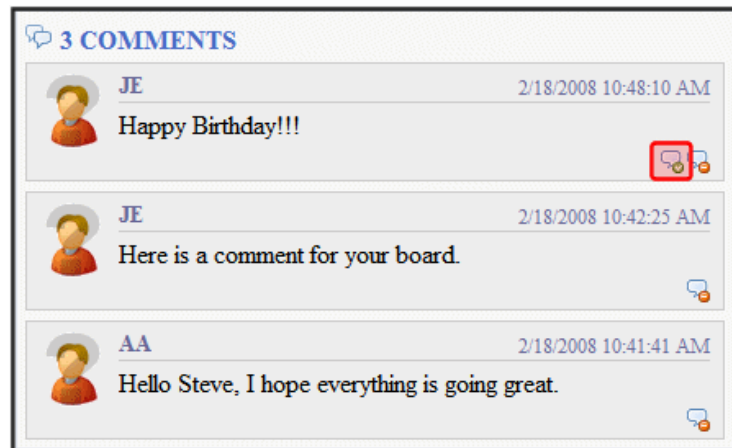 3 COMMENTS
JE 2/18/2008 10:48:10 AM
Happy Birthday!!!
JE 2/18/2008 10:42:25 AM
Here is a comment for your board.
AA 2/18/2008 10:41:41 AM
Hello Steve, I hope everything is going great.